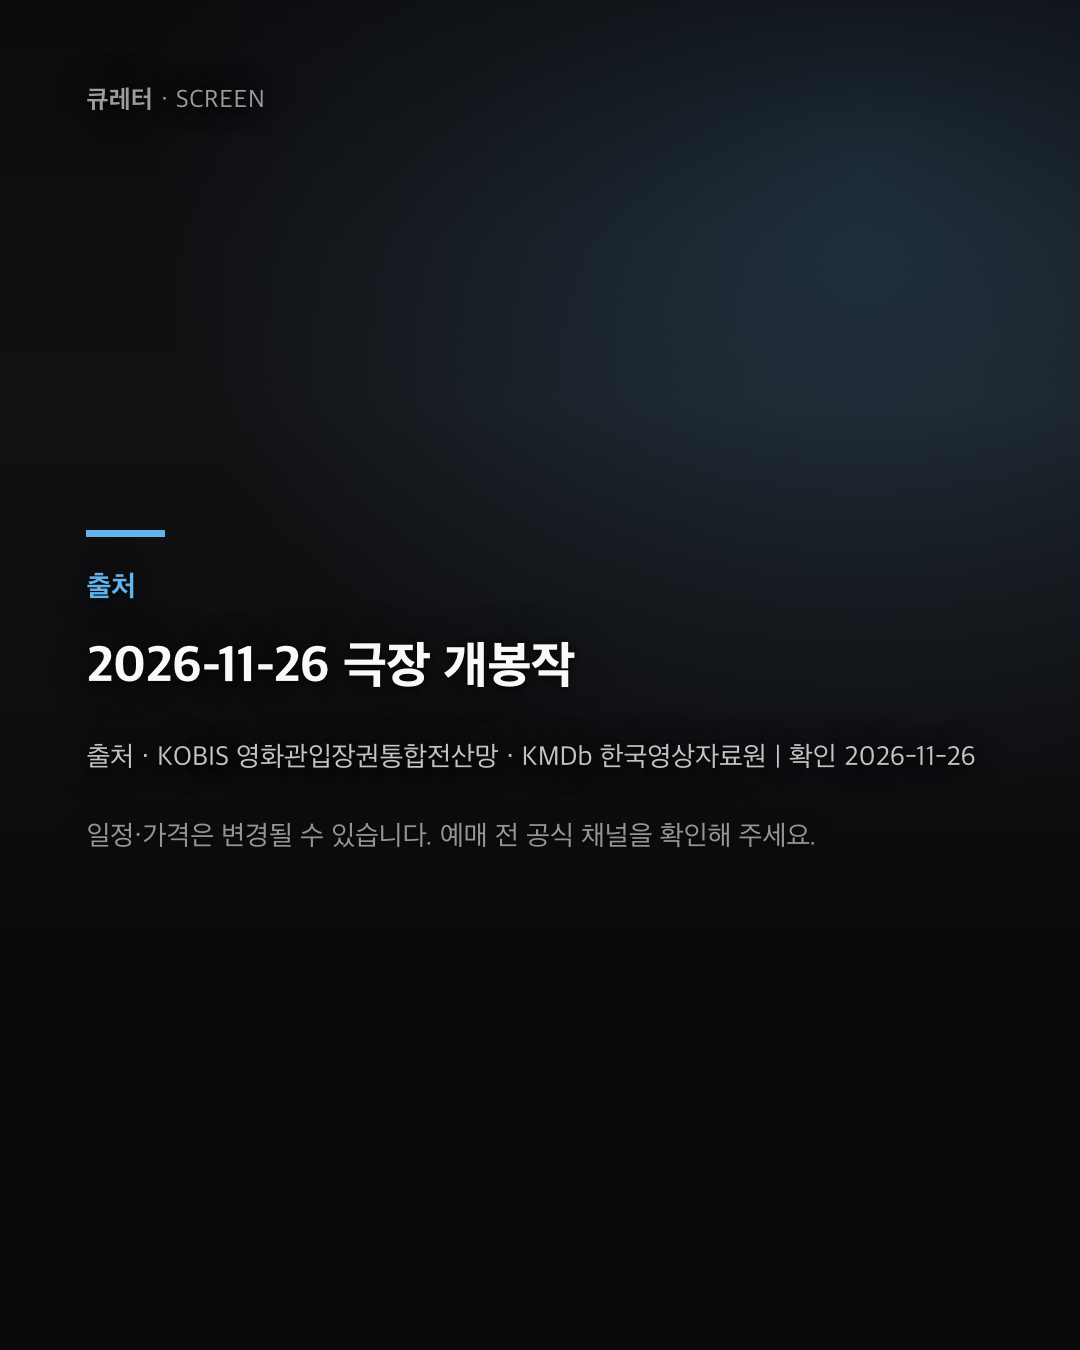 큐레터 · SCREEN
출처
2026-11-26 극장 개봉작
출처 · KOBIS 영화관입장권통합전산망 · KMDb 한국영상자료원 | 확인 2026-11-26
일정·가격은 변경될 수 있습니다. 예매 전 공식 채널을 확인해 주세요.